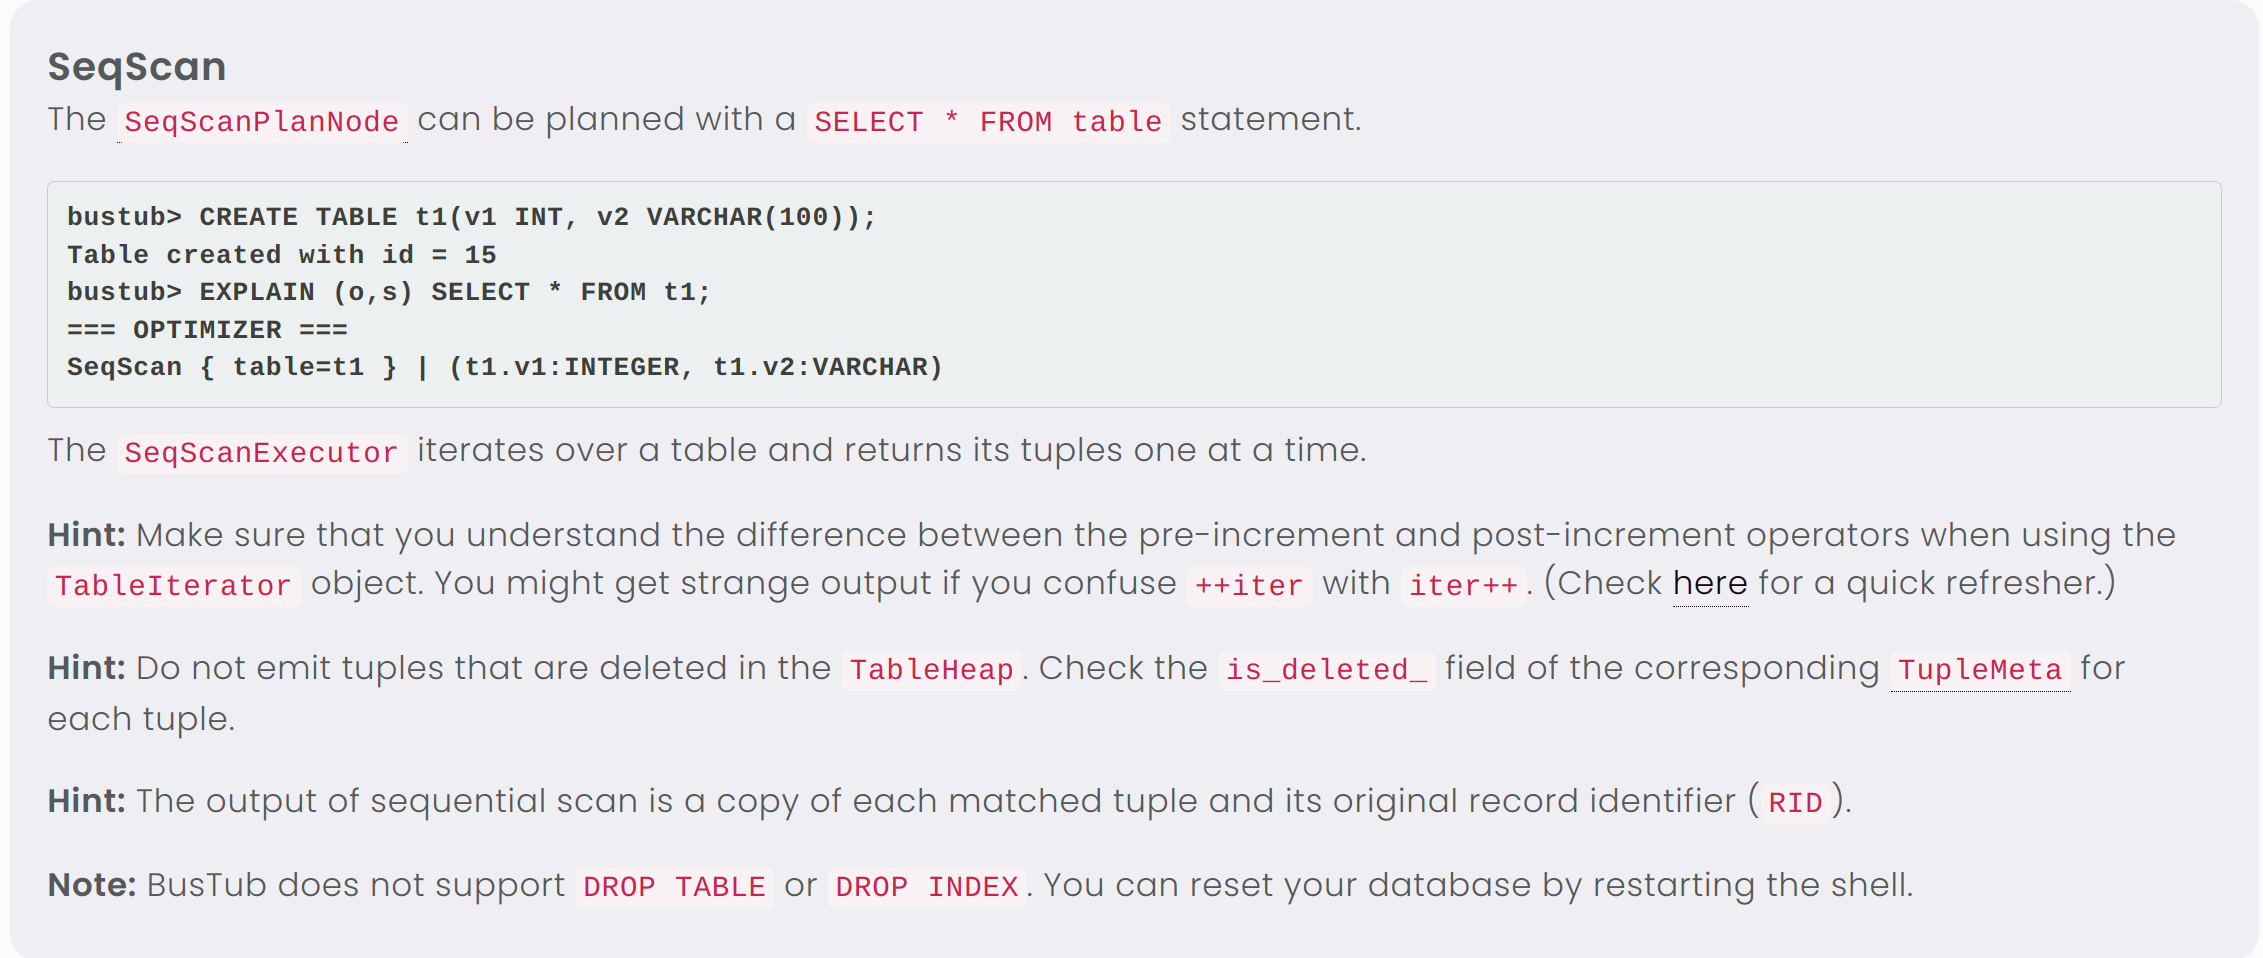 SeqScan
The SeqScanPlanNode can be planned with a SELECT * FROM table statement.
bustub> CREATE TABLE t1(v1 INT, v2 VARCHAR(100));
Table created with id = 15
bustub> EXPLAIN (o,s) SELECT * FROM t1;
=== OPTIMIZER ===
SeqScan { table=t1 } | (t1.v1:INTEGER, t1.v2:VARCHAR)
The SeqScanExecutor iterates over a table and returns its tuples one at a time.
Hint: Make sure that you understand the difference between the pre-increment and post-increment operators when using the
TableIterator object. You might get strange output if you confuse ++iter with iter++. (Check here for a quick refresher.)
Hint: Do not emit tuples that are deleted in the TableHeap. Check the is_deleted_ field of the corresponding TupleMeta for
each tuple.
Hint: The output of sequential scan is a copy of each matched tuple and its original record identifier (RID).
Note: BusTub does not support DROP TABLE or DROP INDEX. You can reset your database by restarting the shell.